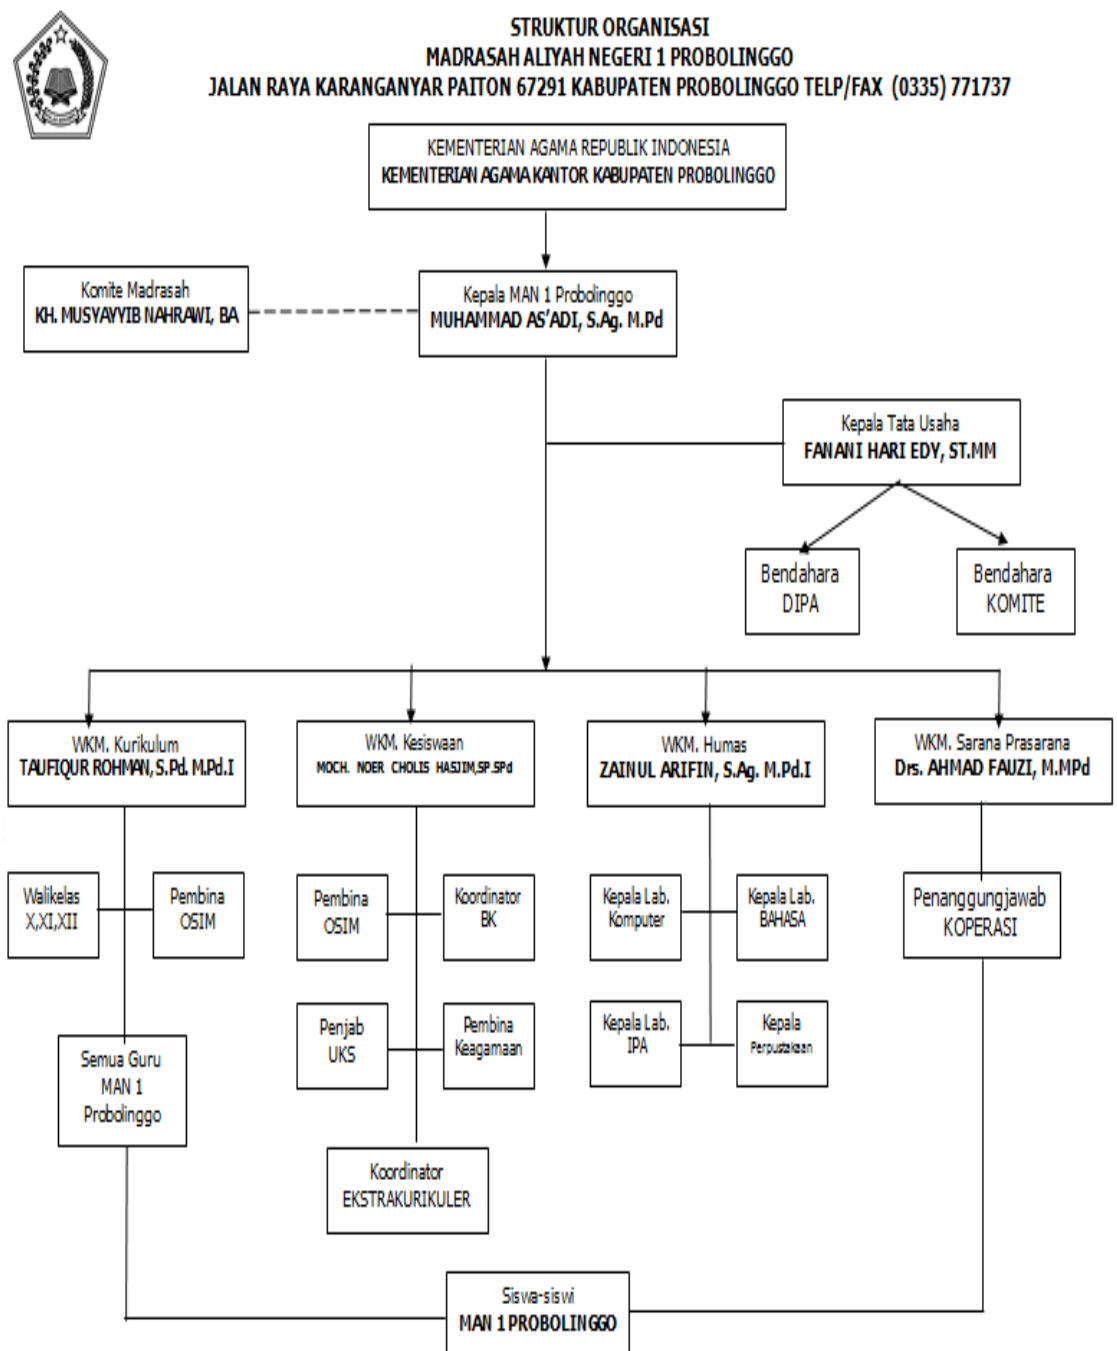 STRUKTUR ORGANISASI
MADRASAH ALIYAH NEGERI 1 PROBOLINGGO
JALAN RAYA KARANGANYAR PAITON 67291 KABUPATEN PROBOLINGGO TELP/FAX (0335) 771737
KEMENTERIAN AGAMA REPUBLIK INDONESIA
KEMENTERIAN AGAMA KANTOR KABUPATEN PROBOLINGGO
Komite Madrasah
KH. MUSYAYYIB NAHRAWI, BA
Kepala MAN 1 Probolinggo
MUHAMMAD AS'ADI, S.Ag. M.Pd
Kepala Tata Usaha
FANANI HARI EDY, ST.MM
Bendahara
DIPA
Bendahara
KOMITE
WKM. Kurikulum
TAUFIQUR ROHMAN, S.Pd. M.Pd.I
WKM. Kesiswaan
MOCH. NOER CHOLIS HASJIM,SP.SPd
WKM. Humas
ZAINUL ARIFIN, S.Ag. M.Pd.I
WKM. Sarana Prasarana
Drs. AHMAD FAUZI, M.MPd
Walikelas
X,XI,XII
Pembina
OSIM
Pembina
OSIM
Koordinator
BK
Kepala Lab.
Komputer
Kepala Lab.
BAHASA
Penanggungjawab
KOPERASI
Semua Guru
MAN 1
Probolinggo
Penjab
UKS
Pembina
Keagamaan
Kepala Lab.
IPA
Kepala
Perpustakaan
Koordinator
EKSTRAKURIKULER
Siswa-siswi
MAN 1 PROBOLINGGO